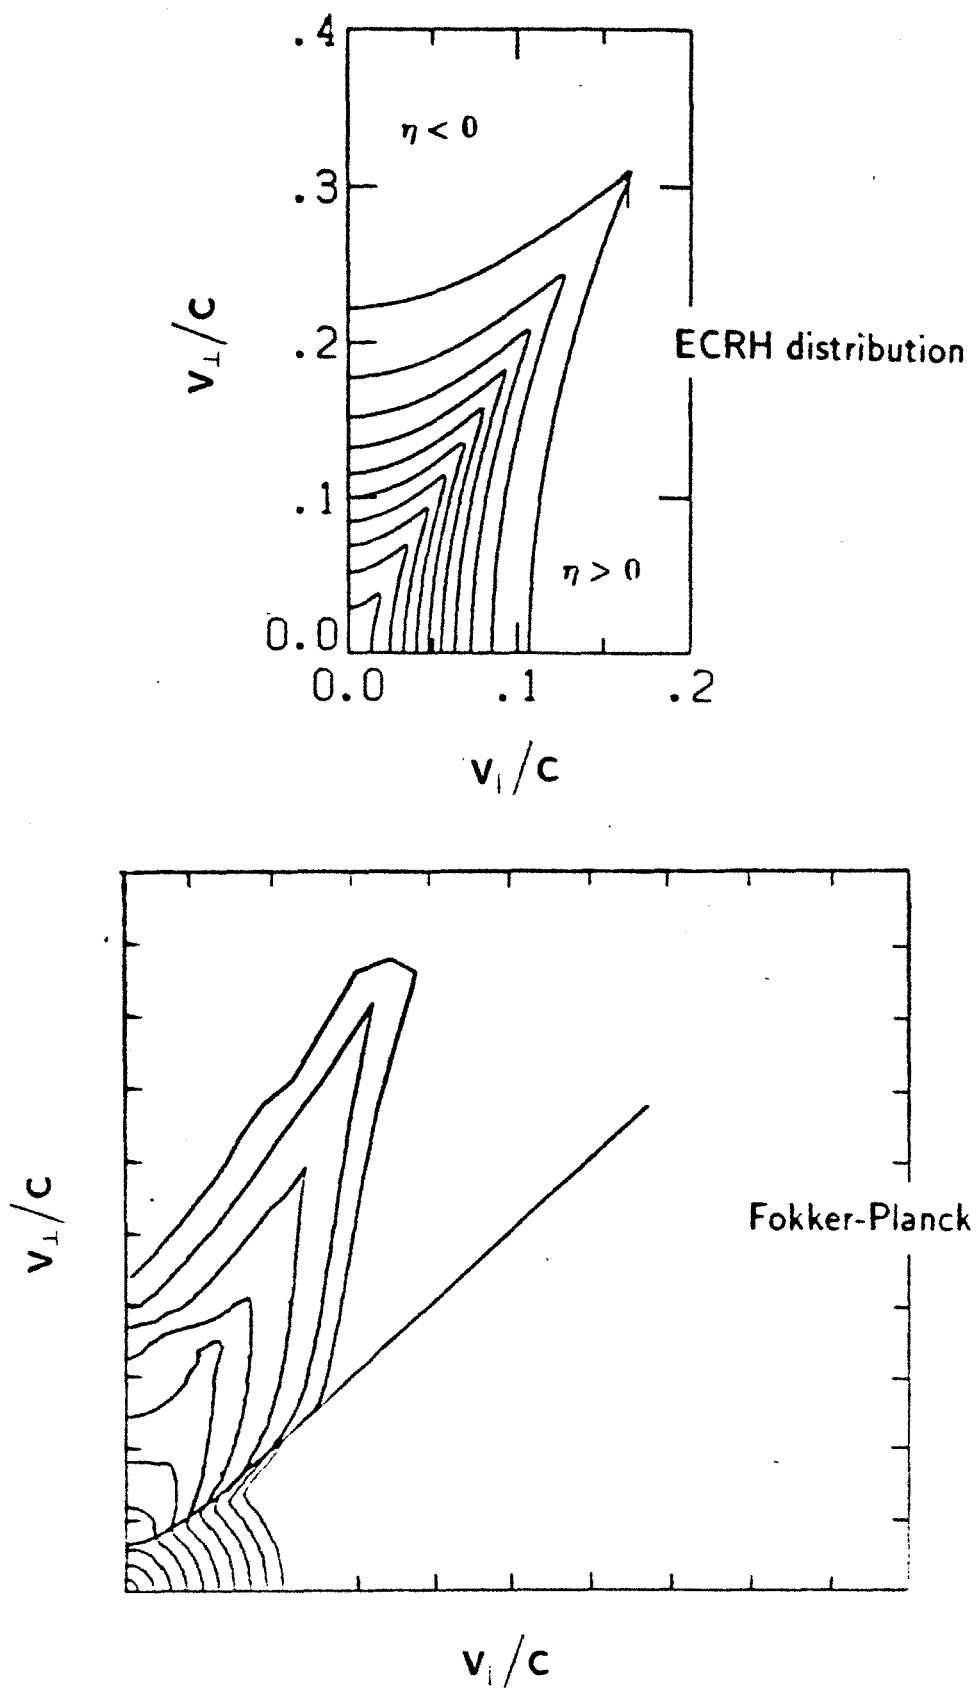 .4
η < 0
.3
v⊥/c
ECRH distribution
.2
.1
η > 0
0.0
0.0 .1 .2
v|/c
v⊥/c
Fokker-Planck
v|/c